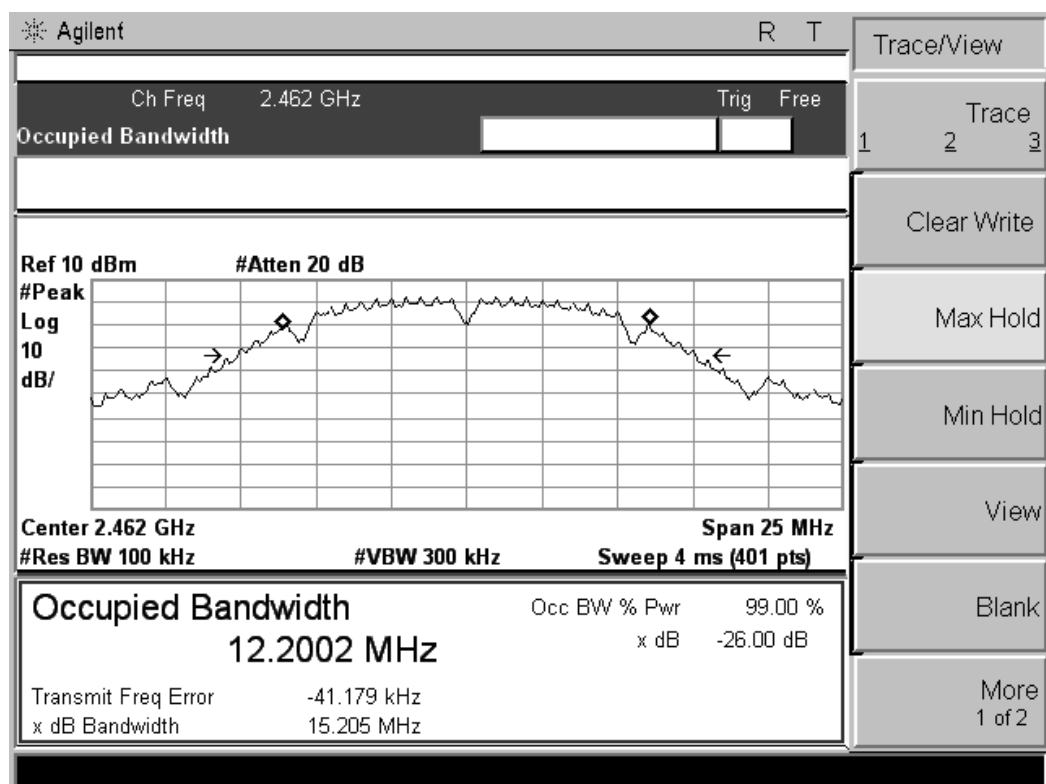 Agilent R T
Ch Freq 2.462 GHz Trig Free
Occupied Bandwidth
Ref 10 dBm #Atten 20 dB
#Peak
Log
10
dB/
Center 2.462 GHz Span 25 MHz
#Res BW 100 kHz #VBW 300 kHz Sweep 4 ms (401 pts)
Occupied Bandwidth Occ BW % Pwr 99.00 %
12.2002 MHz x dB -26.00 dB
Transmit Freq Error -41.179 kHz
x dB Bandwidth 15.205 MHz
Trace/View
Trace
1 2 3
Clear Write
Max Hold
Min Hold
View
Blank
More
1 of 2